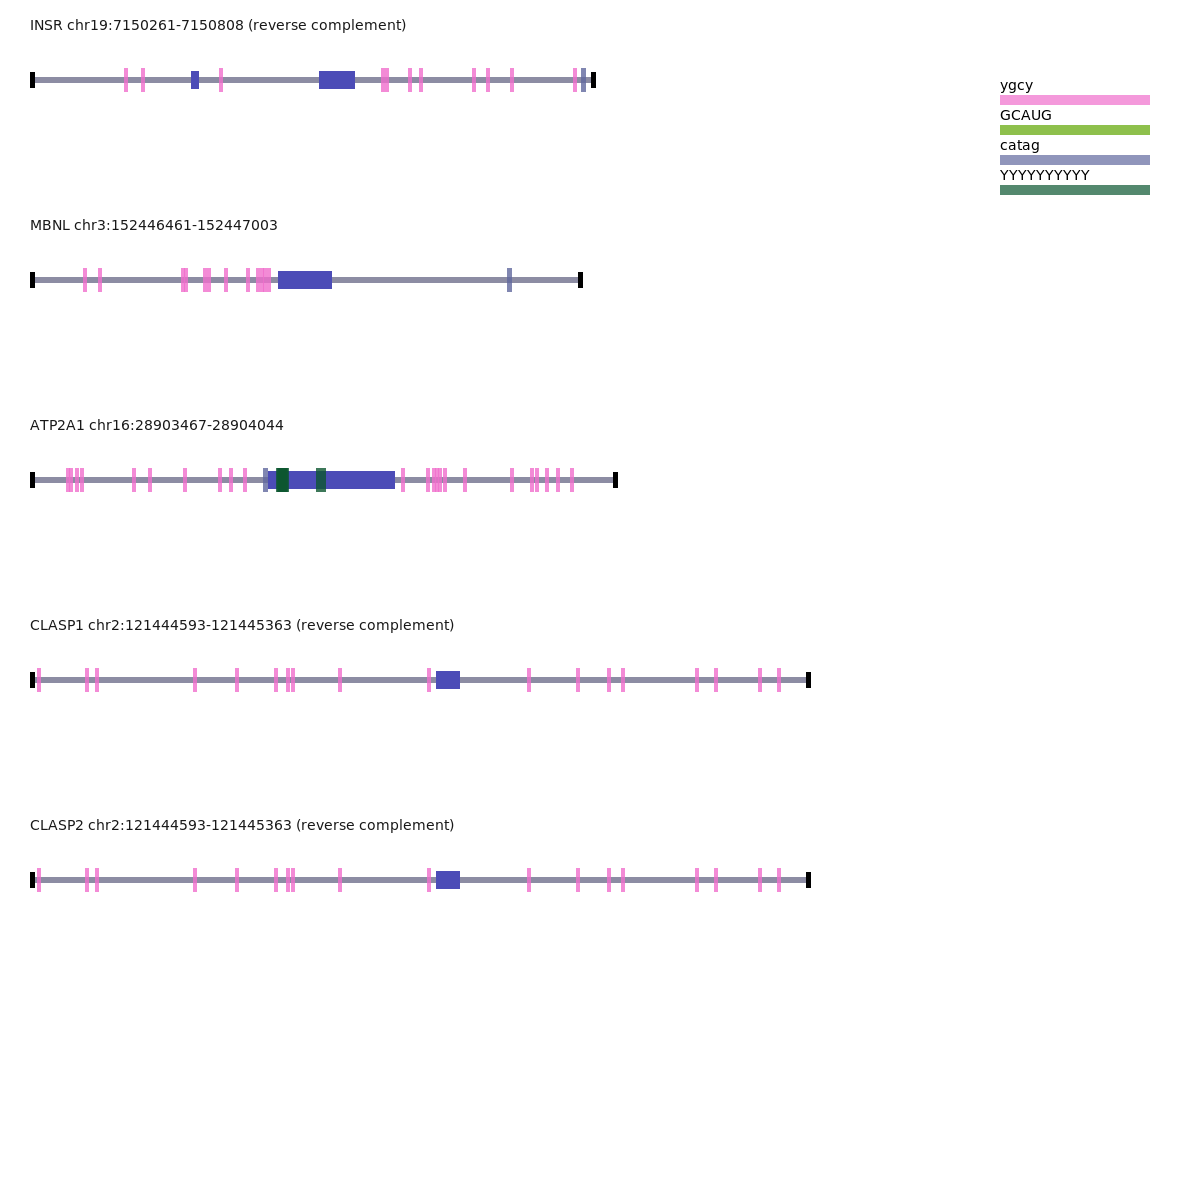 INSR chr19:7150261-7150808 (reverse complement)
ygcy
GCAUG
catag
YYYYYYYYYY
MBNL chr3:152446461-152447003
ATP2A1 chr16:28903467-28904044
CLASP1 chr2:121444593-121445363 (reverse complement)
CLASP2 chr2:121444593-121445363 (reverse complement)